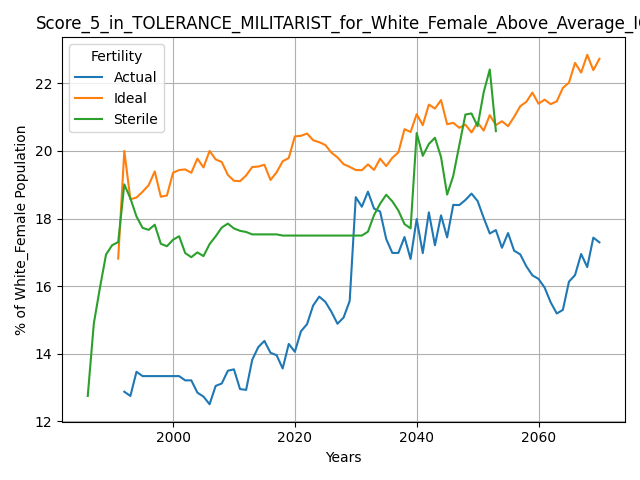 Score_5_in_TOLERANCE_MILITARIST_for_White_Female_Above_Average_I
Fertility
Actual
Ideal
Sterile
% of White_Female Population
22
20
18
16
14
12
2000
2020
2040
2060
Years